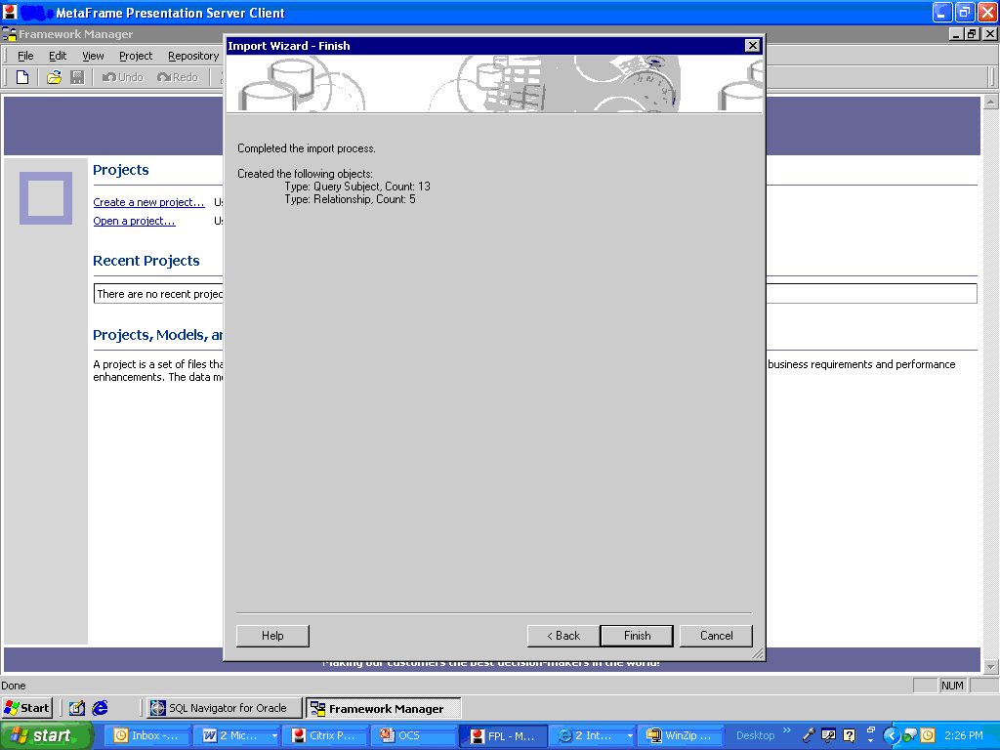 MetaFrame Presentation Server Client
Framework Manager
File Edit View Project Repository
Undo Redo
Import Wizard - Finish
Completed the import process.
Created the following objects:
Type: Query Subject, Count: 13
Type: Relationship, Count: 5
Projects
Create a new project...
Open a project...
Recent Projects
There are no recent projec
Projects, Models, a
A project is a set of files tha business requirements and performance
enhancements. The data m
Help < Back Finish Cancel
Making our customers the best decision-makers in the world!
Done NUM
Start SQL Navigator for Oracle Framework Manager
start Inbox -... 2 Mic... Citrix P... OCS FPL - M... 2 Int... WinZip ... Desktop 2:26 PM